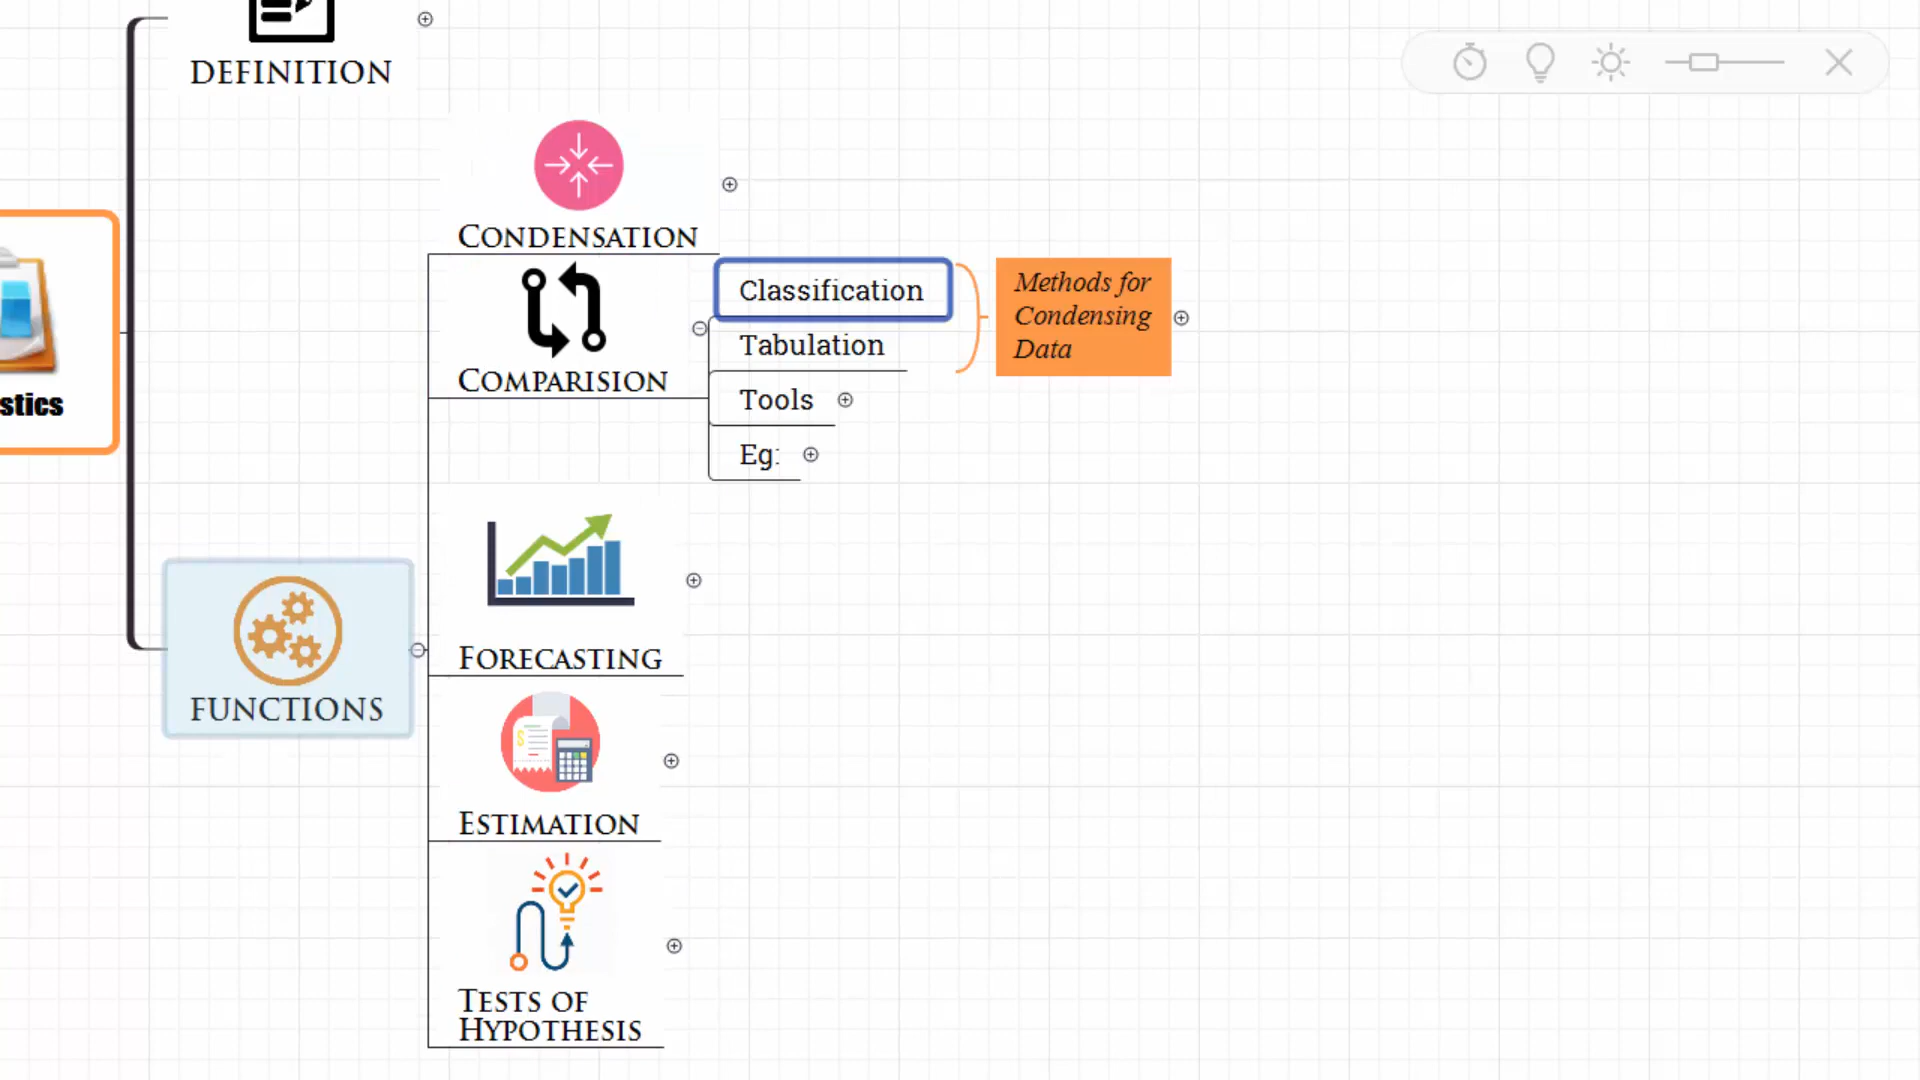 DEFINITION
CONDENSATION
Classification
Methods for
Condensing
Data
Tabulation
COMPARISION
stics
Tools
Eg:
FORECASTING
FUNCTIONS
ESTIMATION
TESTS OF
HYPOTHESIS